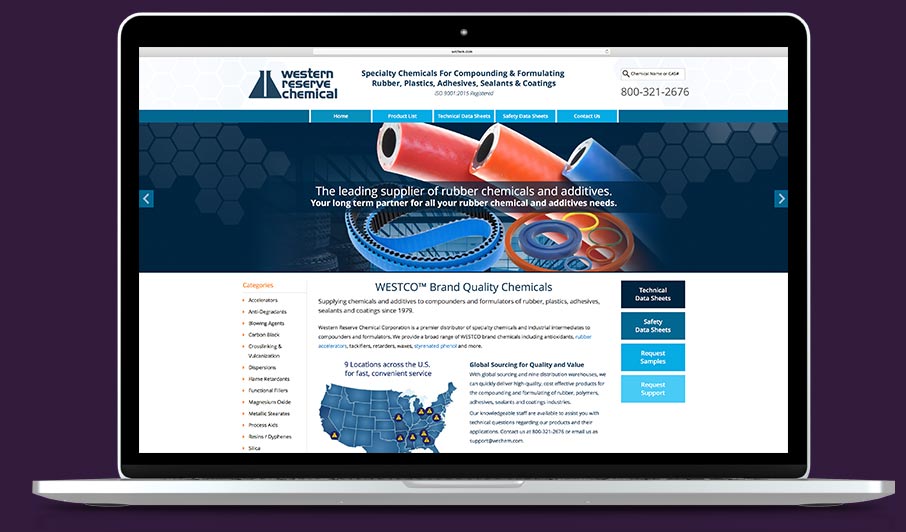 western
reserve
chemical
Specialty Chemicals For Compounding & Formulating
Rubber, Plastics, Adhesives, Sealants & Coatings
ISO 9001:2015 Registered
Chemical Name or CAS#
800-321-2676
Home
Product List
Technical Data Sheets
Safety Data Sheets
Contact Us
The leading supplier of rubber chemicals and additives.
Your long term partner for all your rubber chemical and additives needs.
Categories
Accelerators
Anti-Degradants
Blowing Agents
Carbon Black
Crosslinking &
Vulcanization
Dispersions
Flame Retardants
Functional Fillers
Magnesium Oxide
Metallic Stearates
Process Aids
Resins / Dyphenes
Silica
WESTCO™ Brand Quality Chemicals
Supplying chemicals and additives to compounders and formulators of rubber, plastics, adhesives,
sealants and coatings since 1979.
Western Reserve Chemical Corporation is a premier distributor of specialty chemicals and industrial intermediates to
compounders and formulators. We provide a broad range of WESTCO brand chemicals including antioxidants, rubber
accelerators, tackifiers, retarders, waxes, styrenated phenol and more.
9 Locations across the U.S.
for fast, convenient service
Global Sourcing for Quality and Value
With global sourcing and nine distribution warehouses, we
can quickly deliver high-quality, cost effective products for
the compounding and formulating of rubber, polymers,
adhesives, sealants and coatings industries.
Our knowledgeable staff are available to assist you with
technical questions regarding our products and their
applications. Contact us at 800-321-2676 or email us at
support@wrchem.com.
Technical
Data Sheets
Safety
Data Sheets
Request
Samples
Request
Support